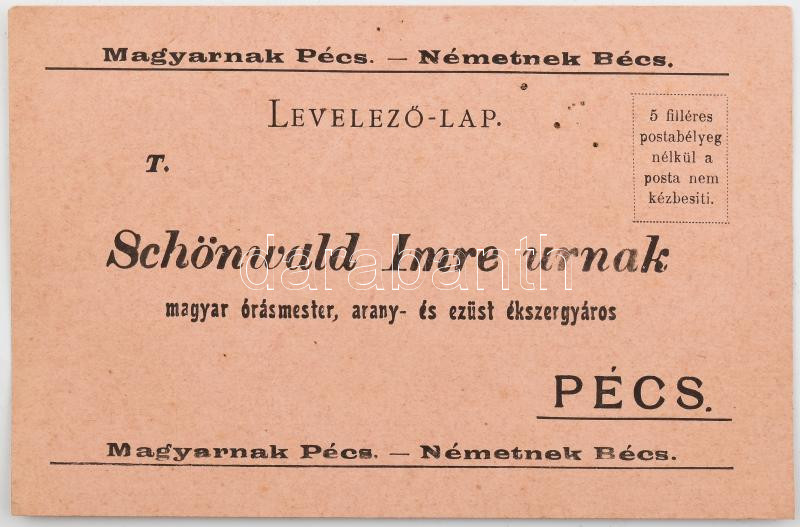 Magyarnak Pécs. — Németnek Bécs.
LEVELEZŐ-LAP.
5 filléres
postabélyeg
nélkül a
posta nem
kézbesiti.
T.
Schönwald Imre urnak
darabanth
magyar órásmester, arany- és ezüst ékszergyáros
PÉCS.
Magyarnak Pécs. — Németnek Bécs.